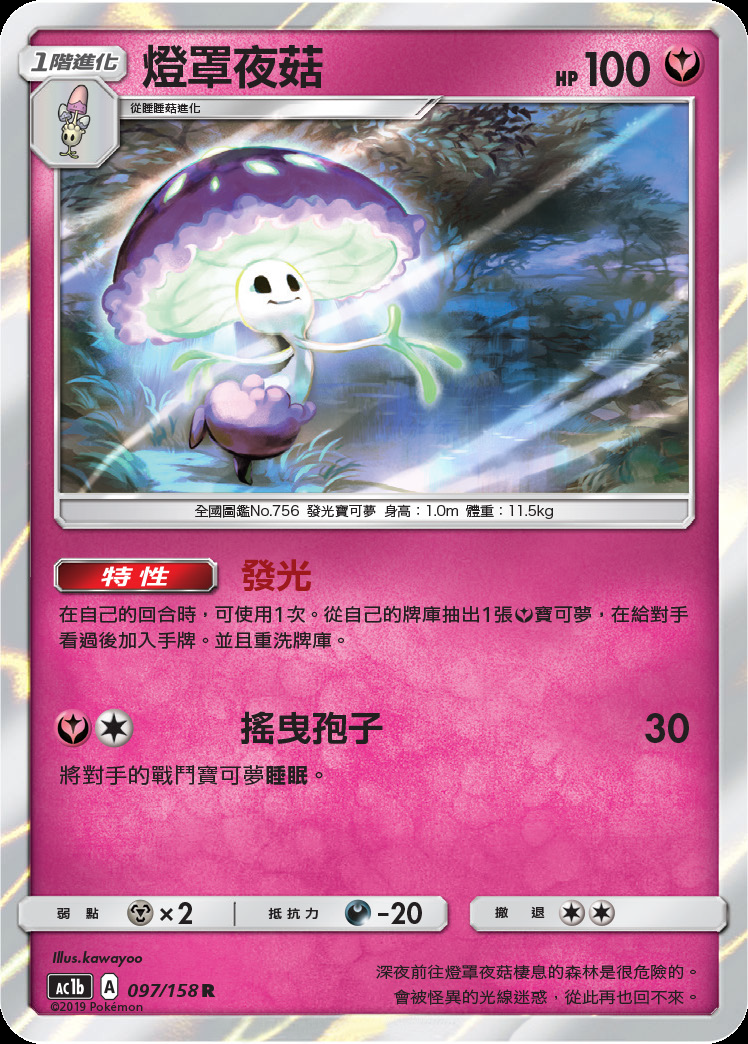 1階進化 燈罩夜菇 HP 100
從睡睡菇進化
全國圖鑑No.756 發光寶可夢 身高：1.0m 體重：11.5kg
特性 發光
在自己的回合時，可使用1次。從自己的牌庫抽出1張寶可夢，在給對手
看過後加入手牌。並且重洗牌庫。
搖曳孢子 30
將對手的戰鬥寶可夢睡眠。
弱點 ×2 抵抗力 -20 撤退
Illus.kawayoo
AC1b A 097/158 R
©2019 Pokémon
深夜前往燈罩夜菇棲息的森林是很危險的。
會被怪異的光線迷惑，從此再也回不來。